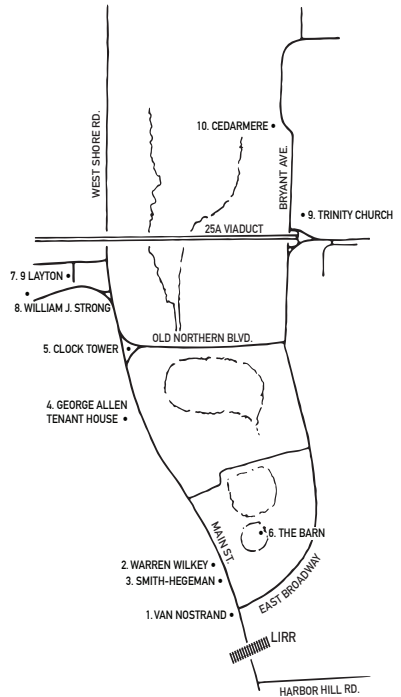 WEST SHORE RD.
10. CEDARMERE
BRYANT AVE.
9. TRINITY CHURCH
25A VIADUCT
7. 9 LAYTON
8. WILLIAM J. STRONG
OLD NORTHERN BLVD.
5. CLOCK TOWER
4. GEORGE ALLEN
TENANT HOUSE
6. THE BARN
MAIN ST.
2. WARREN WILKEY
3. SMITH-HEGEMAN
EAST BROADWAY
1. VAN NOSTRAND
LIRR
HARBOR HILL RD.